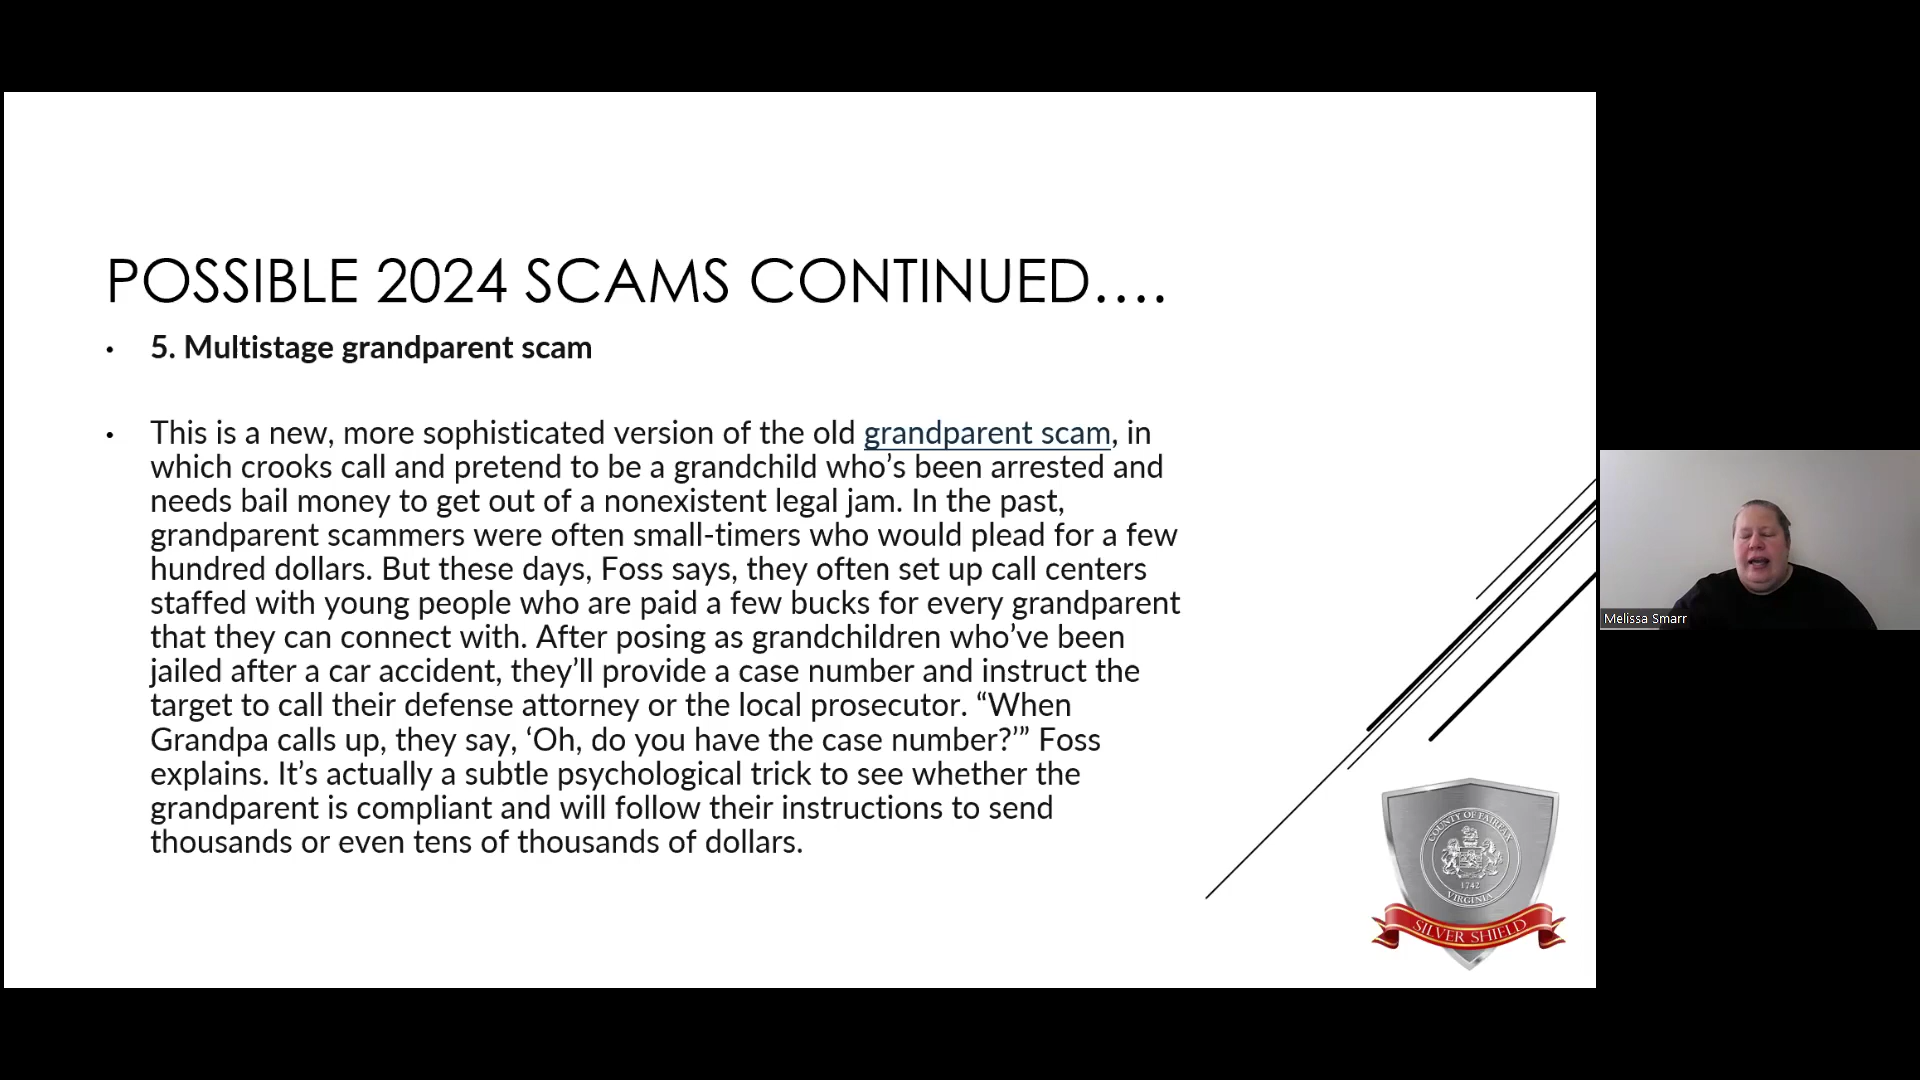 POSSIBLE 2024 SCAMS CONTINUED....
• 5. Multistage grandparent scam
• This is a new, more sophisticated version of the old grandparent scam, in
which crooks call and pretend to be a grandchild who’s been arrested and
needs bail money to get out of a nonexistent legal jam. In the past,
grandparent scammers were often small-timers who would plead for a few
hundred dollars. But these days, Foss says, they often set up call centers
staffed with young people who are paid a few bucks for every grandparent
that they can connect with. After posing as grandchildren who’ve been
jailed after a car accident, they’ll provide a case number and instruct the
target to call their defense attorney or the local prosecutor. “When
Grandpa calls up, they say, ‘Oh, do you have the case number?’” Foss
explains. It’s actually a subtle psychological trick to see whether the
grandparent is compliant and will follow their instructions to send
thousands or even tens of thousands of dollars.
COUNTY OF FAIRFAX
1742
VIRGINIA
SILVER SHIELD
Melissa Smarr